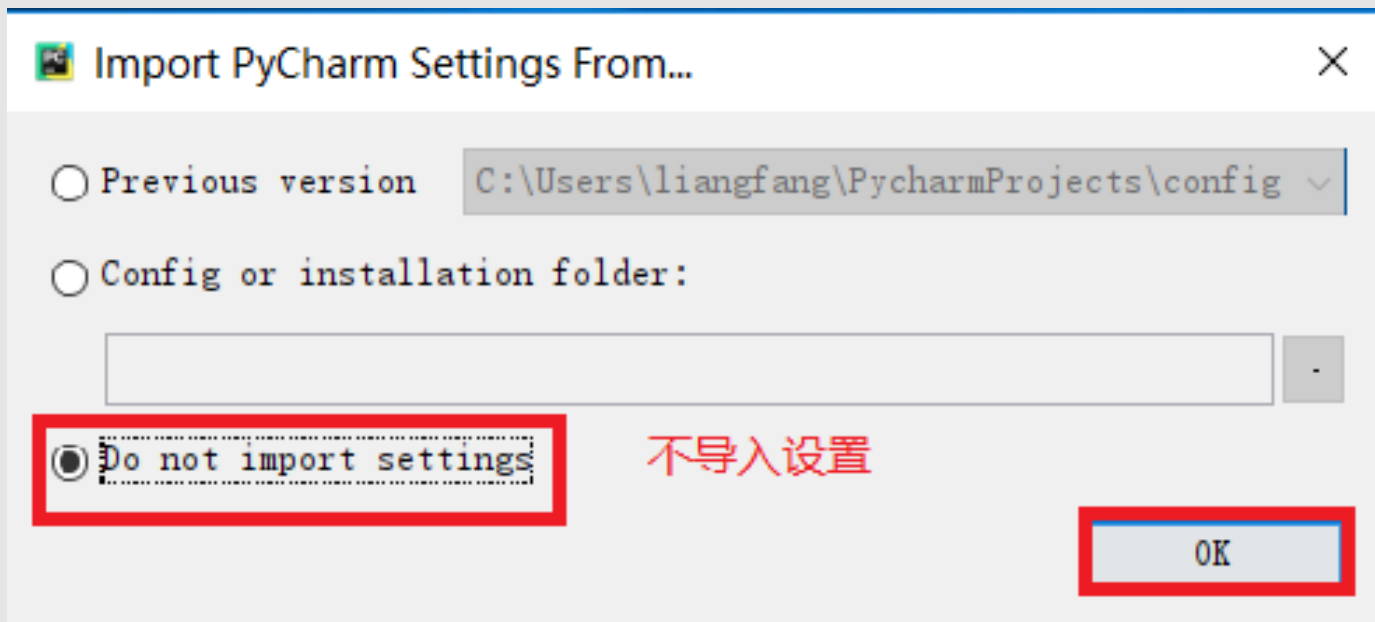 Import PyCharm Settings From...
Previous version C:\Users\liangfang\PycharmProjects\config
Config or installation folder:
Do not import settings 不导入设置
OK